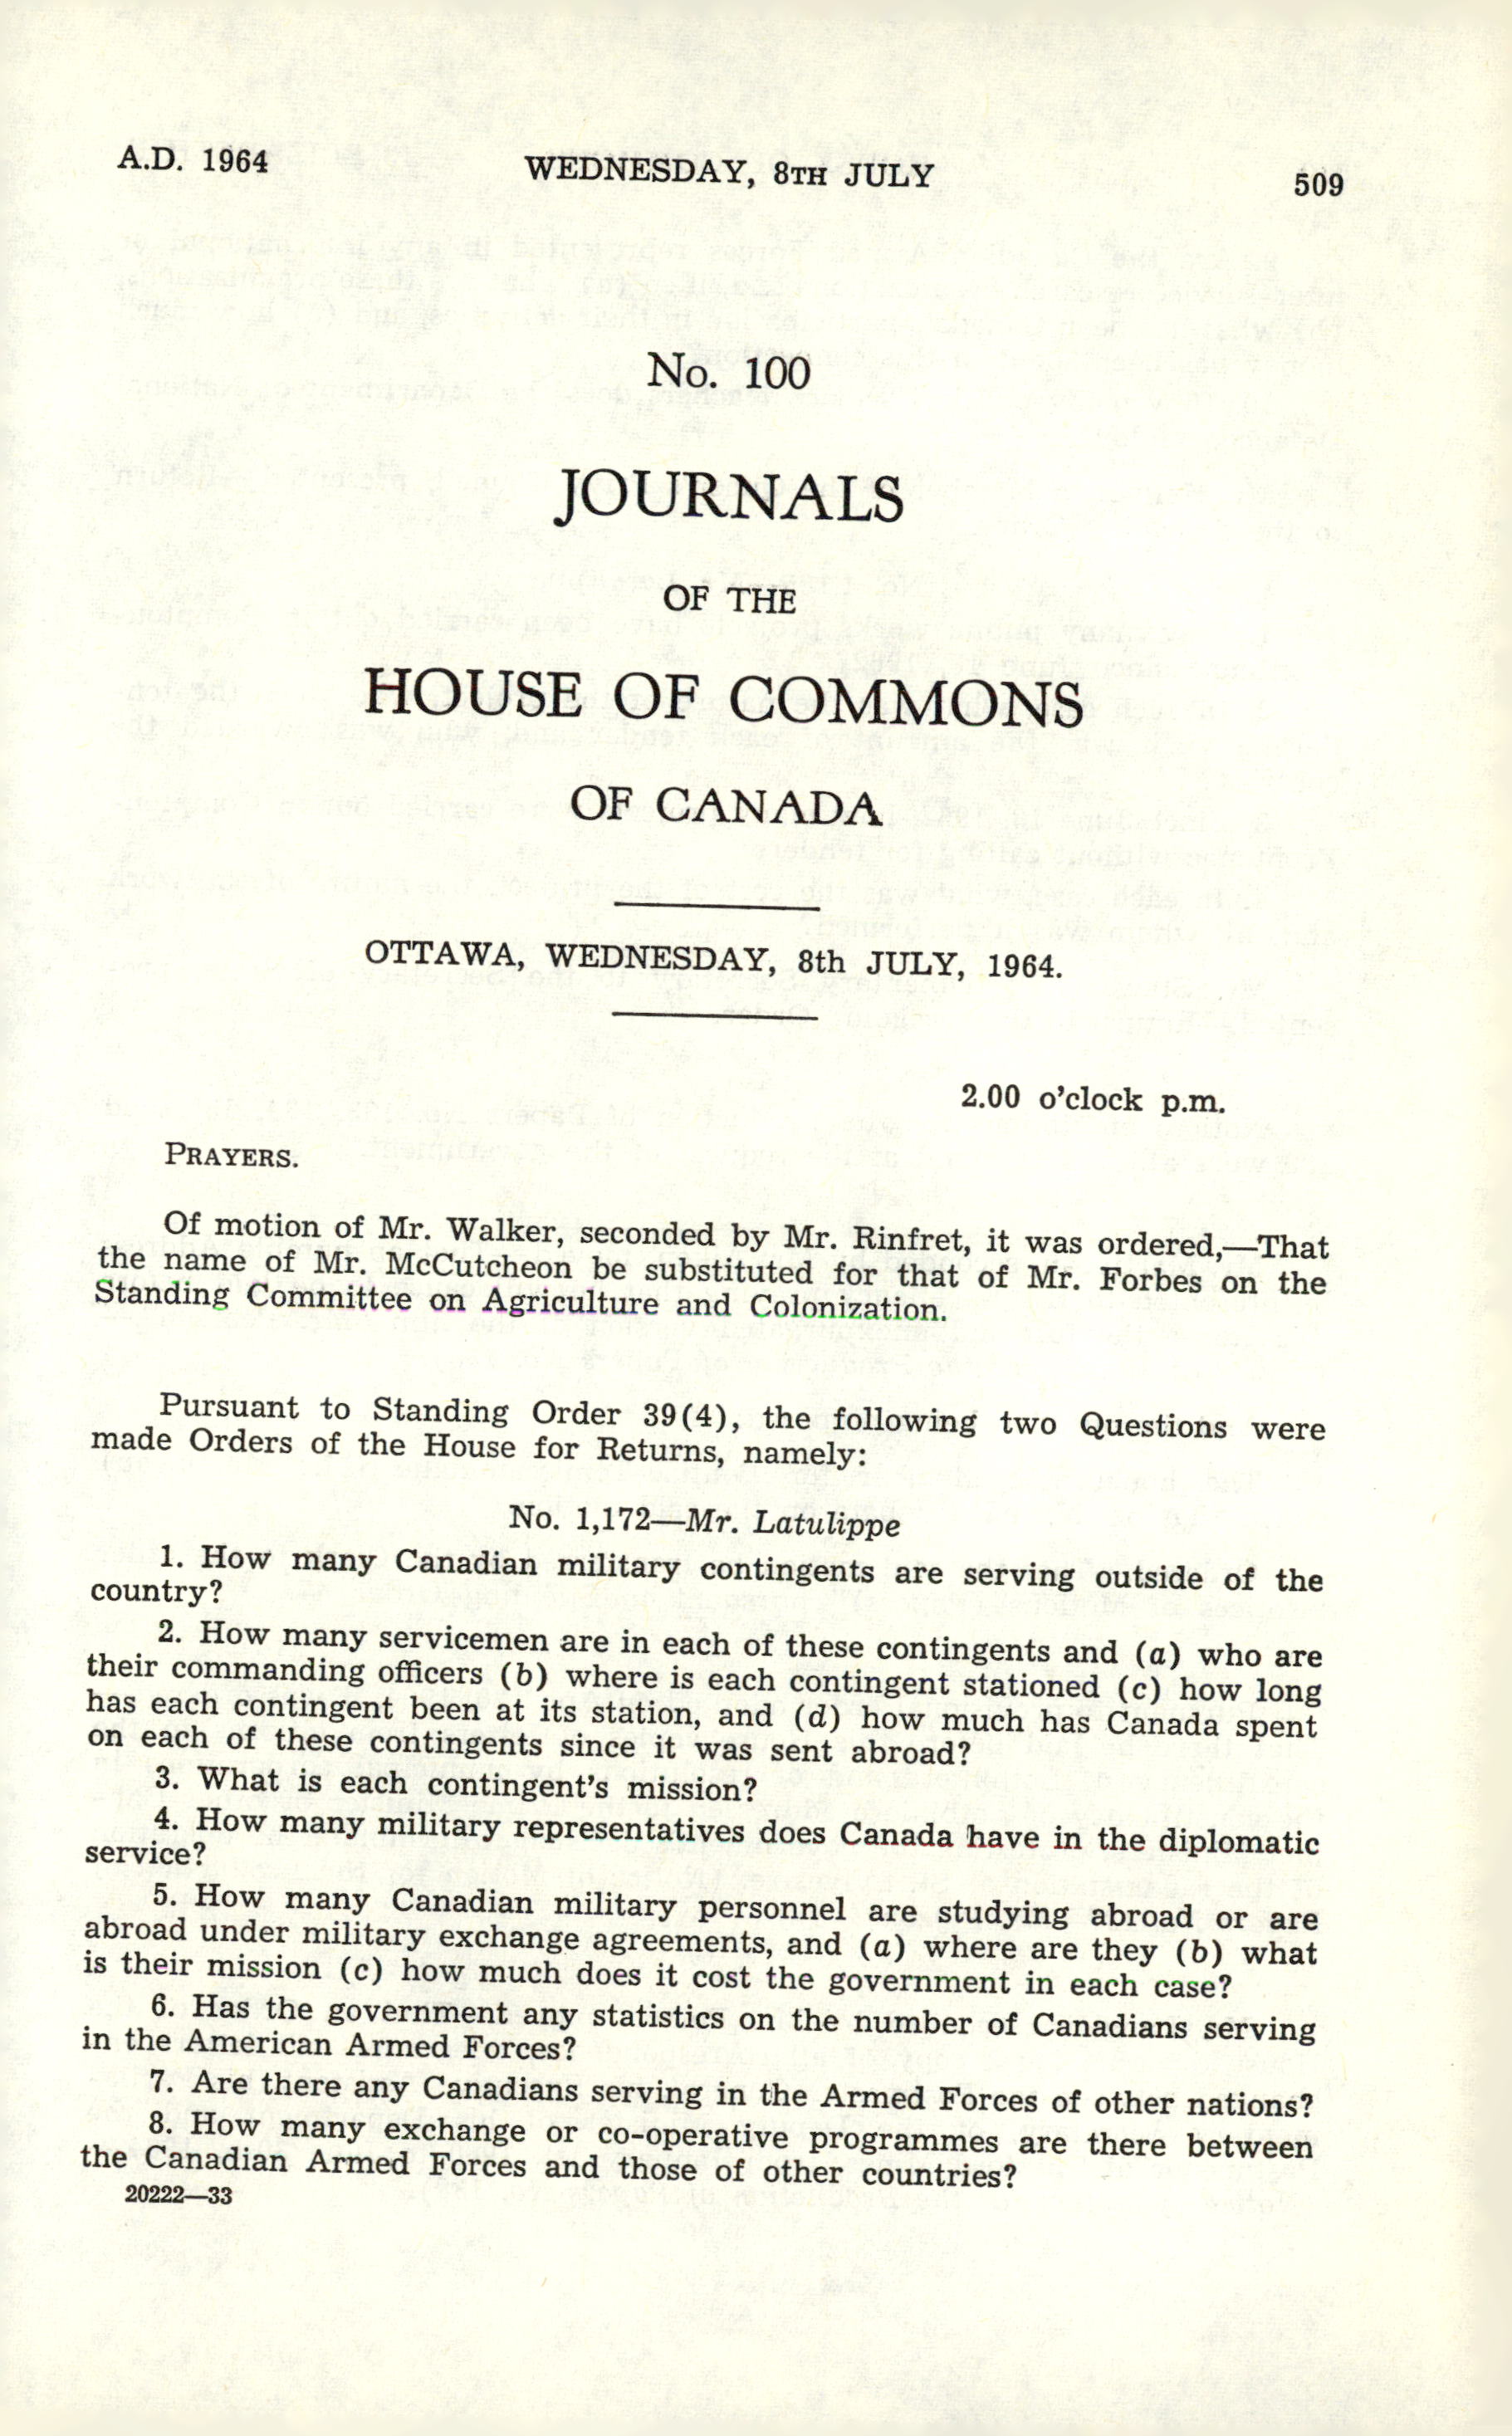 A.D. 1964 WEDNESDAY, 8TH JULY 509
No. 100
JOURNALS
OF THE
HOUSE OF COMMONS
OF CANADA
OTTAWA, WEDNESDAY, 8th JULY, 1964.
2.00 o'clock p.m.
PRAYERS.
Of motion of Mr. Walker, seconded by Mr. Rinfret, it was ordered,—That
the name of Mr. McCutcheon be substituted for that of Mr. Forbes on the
Standing Committee on Agriculture and Colonization.
Pursuant to Standing Order 39(4), the following two Questions were
made Orders of the House for Returns, namely:
No. 1,172—Mr. Latulippe
1. How many Canadian military contingents are serving outside of the
country?
2. How many servicemen are in each of these contingents and (a) who are
their commanding officers (b) where is each contingent stationed (c) how long
has each contingent been at its station, and (d) how much has Canada spent
on each of these contingents since it was sent abroad?
3. What is each contingent's mission?
4. How many military representatives does Canada have in the diplomatic
service?
5. How many Canadian military personnel are studying abroad or are
abroad under military exchange agreements, and (a) where are they (b) what
is their mission (c) how much does it cost the government in each case?
6. Has the government any statistics on the number of Canadians serving
in the American Armed Forces?
7. Are there any Canadians serving in the Armed Forces of other nations?
8. How many exchange or co-operative programmes are there between
the Canadian Armed Forces and those of other countries?
20222—33